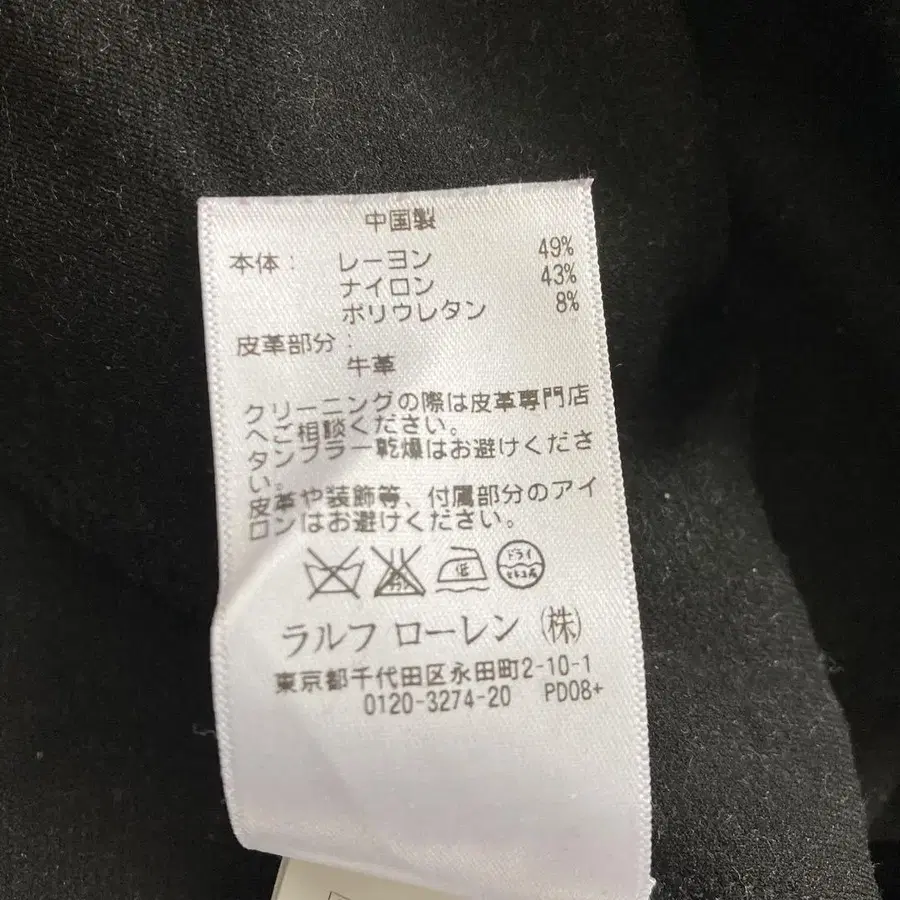 中国製
本体: レーヨン 49%
ナイロン 43%
ポリウレタン 8%
皮革部分:
牛革
クリーニングの際は皮革専門店
へご相談ください。
タンブラー乾燥はお避けくださ
い。
皮革や装飾等、付属部分のアイ
ロンはお避けください。
低 ドライ
ラルフ ローレン (株)
東京都千代田区永田町2-10-1
0120-3274-20 PD08+